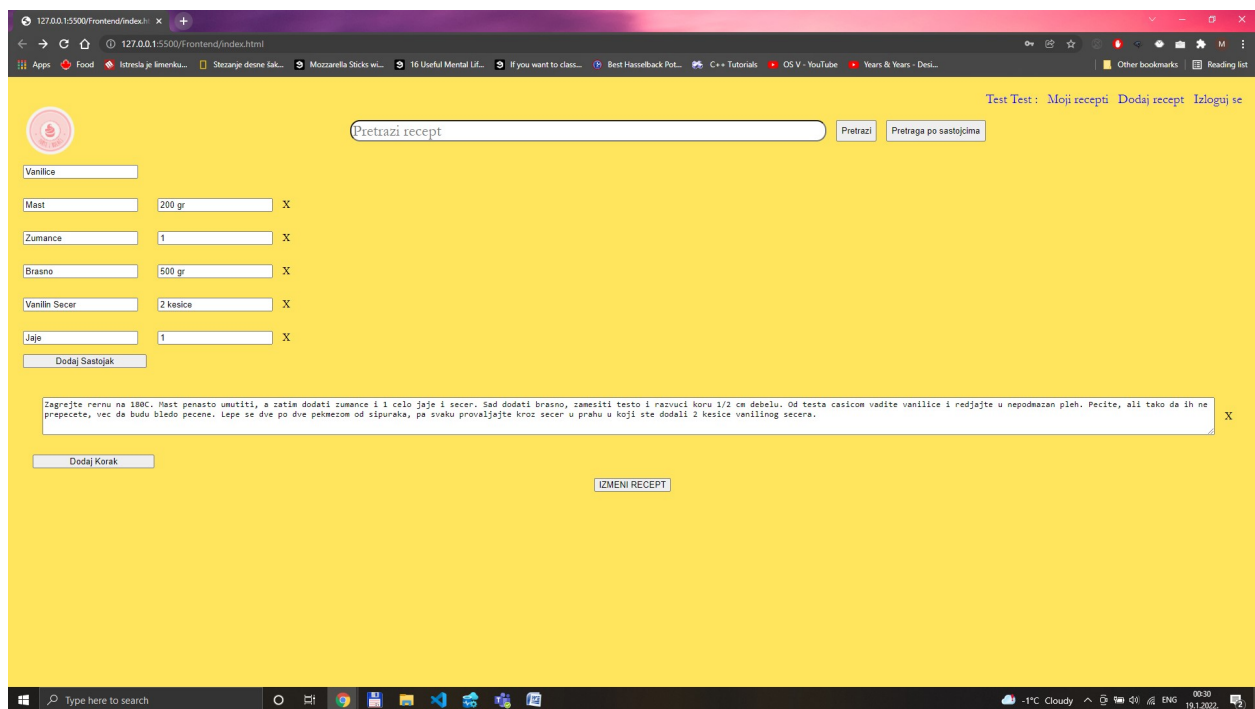 127.0.0.1:5500/Frontend/index.ht
127.0.0.1:5500/Frontend/index.html
M
Apps Food Istresla je limenku... Stezanje desne šak... Mozzarella Sticks wi... 16 Useful Mental Lif... If you want to class... Best Hasselback Pot... C++ Tutorials OS V - YouTube Years & Years - Desi... Other bookmarks Reading list
Test Test : Moji recepti Dodaj recept Izloguj se
Pretrazi recept Pretrazi Pretraga po sastojcima
Vanilice
Mast 200 gr X
Zumance 1 X
Brasno 500 gr X
Vanilin Secer 2 kesice X
Jaje 1 X
Dodaj Sastojak
Zagrejte rernu na 180C. Mast penasto umutiti, a zatim dodati zumance i 1 celo jaje i secer. Sad dodati brasno, zamesiti testo i razvuci koru 1/2 cm debelu. Od testa casicom vadite vanilice i redjajte u nepodmazan pleh. Pecite, ali tako da ih ne
prepecete, vec da budu bledo pecene. Lepe se dve po dve pekmezom od sipuraka, pa svaku provaljajte kroz secer u prahu u koji ste dodali 2 kesice vanilinog secera.
X
Dodaj Korak
IZMENI RECEPT
Type here to search -1°C Cloudy ENG 00:30
19.1.2022. 2